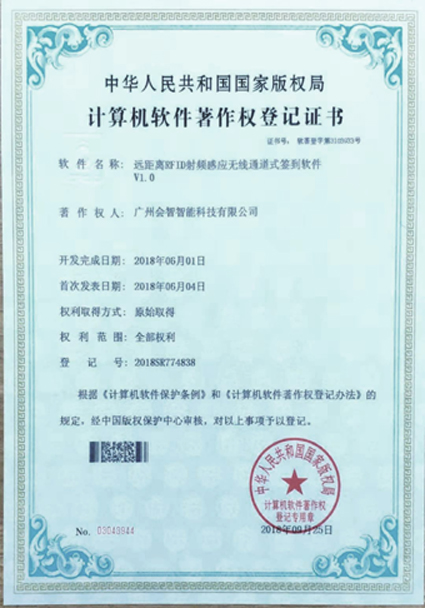 中华人民共和国国家版权局
计算机软件著作权登记证书
证书号: 软著登字第
软件名称: 远距离RFID射频感应无线通道式签到软件
V1.0
著作权人: 广州会智智能科技有限公司
开发完成日期: 2018年06月01日
首次发表日期: 2018年06月04日
权利取得方式: 原始取得
权利范围: 全部权利
登记号: 2018SR774838
根据《计算机软件保护条例》和《计算机软件著作权登记办法》的
规定,经中国版权保护中心审核,对以上事项予以登记。
中华人民共和国国家版权局
计算机软件著作权
登记专用章
No.
2018年09月25日